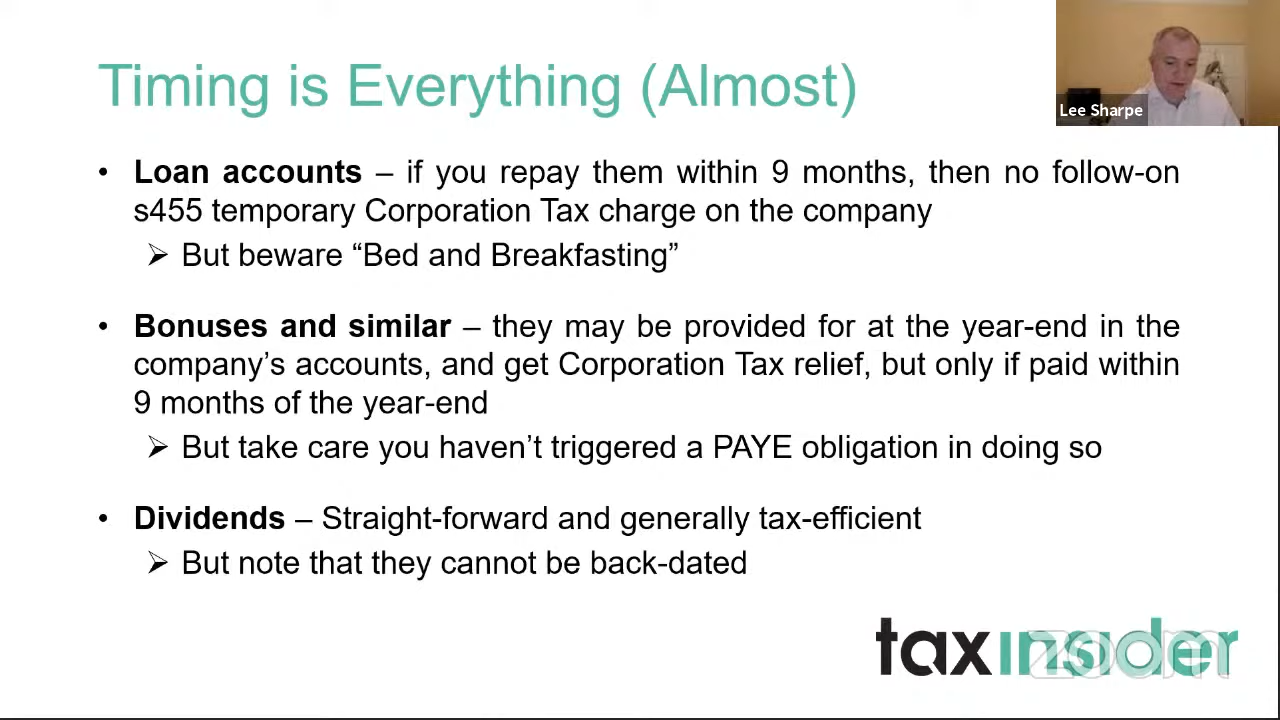 Timing is Everything (Almost)
Lee Sharpe
• Loan accounts – if you repay them within 9 months, then no follow-on
s455 temporary Corporation Tax charge on the company
➢ But beware “Bed and Breakfasting”
• Bonuses and similar – they may be provided for at the year-end in the
company’s accounts, and get Corporation Tax relief, but only if paid within
9 months of the year-end
➢ But take care you haven’t triggered a PAYE obligation in doing so
• Dividends – Straight-forward and generally tax-efficient
➢ But note that they cannot be back-dated
taxinsider
zoom